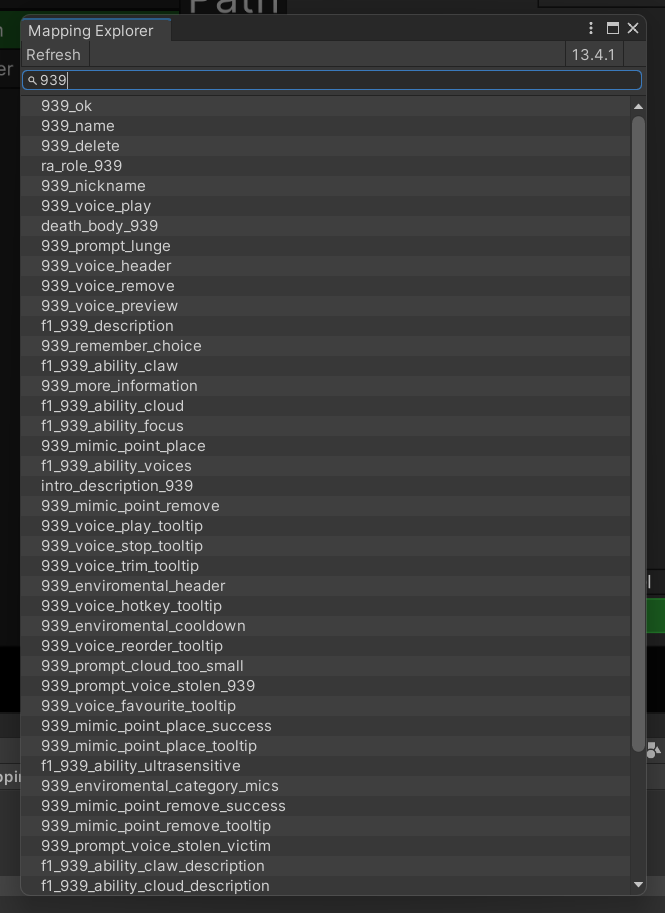 Path
Mapping Explorer
Refresh
13.4.1
939
939_ok
939_name
939_delete
ra_role_939
939_nickname
939_voice_play
death_body_939
939_prompt_lunge
939_voice_header
939_voice_remove
939_voice_preview
f1_939_description
939_remember_choice
f1_939_ability_claw
939_more_information
f1_939_ability_cloud
f1_939_ability_focus
939_mimic_point_place
f1_939_ability_voices
intro_description_939
939_mimic_point_remove
939_voice_play_tooltip
939_voice_stop_tooltip
939_voice_trim_tooltip
939_enviromental_header
939_voice_hotkey_tooltip
939_enviromental_cooldown
939_voice_reorder_tooltip
939_prompt_cloud_too_small
939_prompt_voice_stolen_939
939_voice_favourite_tooltip
939_mimic_point_place_success
939_mimic_point_place_tooltip
f1_939_ability_ultrasensitive
939_enviromental_category_mics
939_mimic_point_remove_success
939_mimic_point_remove_tooltip
939_prompt_voice_stolen_victim
f1_939_ability_claw_description
f1_939_ability_cloud_description